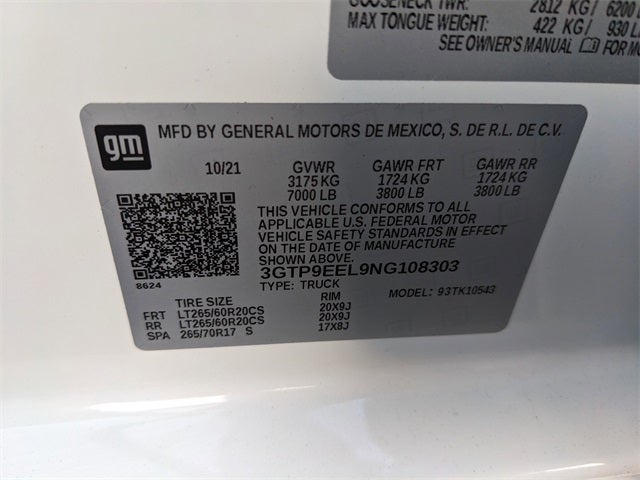 GOOSENECK TWR: 2812 KG/ 6200
MAX TONGUE WEIGHT: 422 KG/ 930
SEE OWNER'S MANUAL FOR
gm
MFD BY GENERAL MOTORS DE MEXICO, S. DE R.L. DE C.V.
10/21 GVWR GAWR FRT GAWR RR
3175 KG 1724 KG 1724 KG
7000 LB 3800 LB 3800 LB
THIS VEHICLE CONFORMS TO ALL
APPLICABLE U.S. FEDERAL MOTOR
VEHICLE SAFETY STANDARDS IN EFFECT
ON THE DATE OF MANUFACTURE
SHOWN ABOVE.
3GTP9EEL9NG108303
8624
TYPE: TRUCK MODEL: 93TK10543
TIRE SIZE RIM
FRT LT265/60R20CS 20X9J
RR LT265/60R20CS 20X9J
SPA 265/70R17 S 17X8J